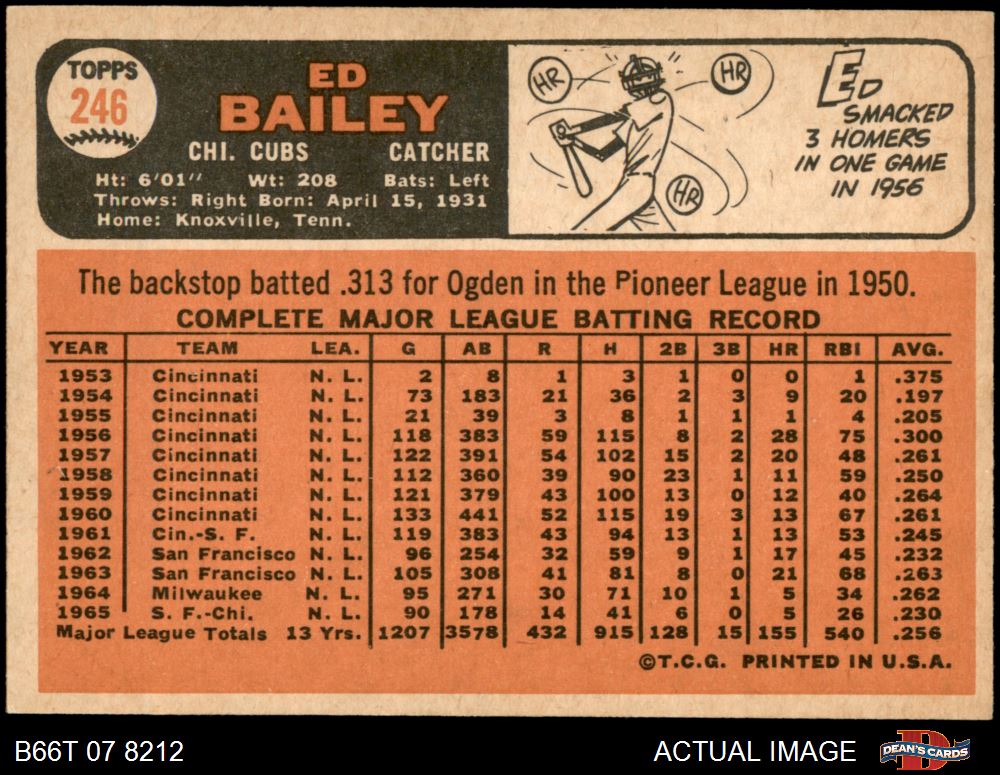 TOPPS
246
ED
BAILEY
CHI. CUBS CATCHER
Ht: 6'01" Wt: 208 Bats: Left
Throws: Right Born: April 15, 1931
Home: Knoxville, Tenn.
HR HR
HR
ED
SMACKED
3 HOMERS
IN ONE GAME
IN 1956
The backstop batted .313 for Ogden in the Pioneer League in 1950.
COMPLETE MAJOR LEAGUE BATTING RECORD
YEAR TEAM LEA. G AB R H 2B 3B HR RBI AVG.
1953 Cincinnati N. L. 2 8 1 3 1 0 0 1 .375
1954 Cincinnati N. L. 73 183 21 36 2 3 9 20 .197
1955 Cincinnati N. L. 21 39 3 8 1 1 1 4 .205
1956 Cincinnati N. L. 118 383 59 115 8 2 28 75 .300
1957 Cincinnati N. L. 122 391 54 102 15 2 20 48 .261
1958 Cincinnati N. L. 112 360 39 90 23 1 11 59 .250
1959 Cincinnati N. L. 121 379 43 100 13 0 12 40 .264
1960 Cincinnati N. L. 133 441 52 115 19 3 13 67 .261
1961 Cin.-S. F. N. L. 119 383 43 94 13 1 13 53 .245
1962 San Francisco N. L. 96 254 32 59 9 1 17 45 .232
1963 San Francisco N. L. 105 308 41 81 8 0 21 68 .263
1964 Milwaukee N. L. 95 271 30 71 10 1 5 34 .262
1965 S. F.-Chi. N. L. 90 178 14 41 6 0 5 26 .230
Major League Totals 13 Yrs. 1207 3578 432 915 128 15 155 540 .256
©T.C.G. PRINTED IN U.S.A.
B66T 07 8212 ACTUAL IMAGE DEAN'S CARDS